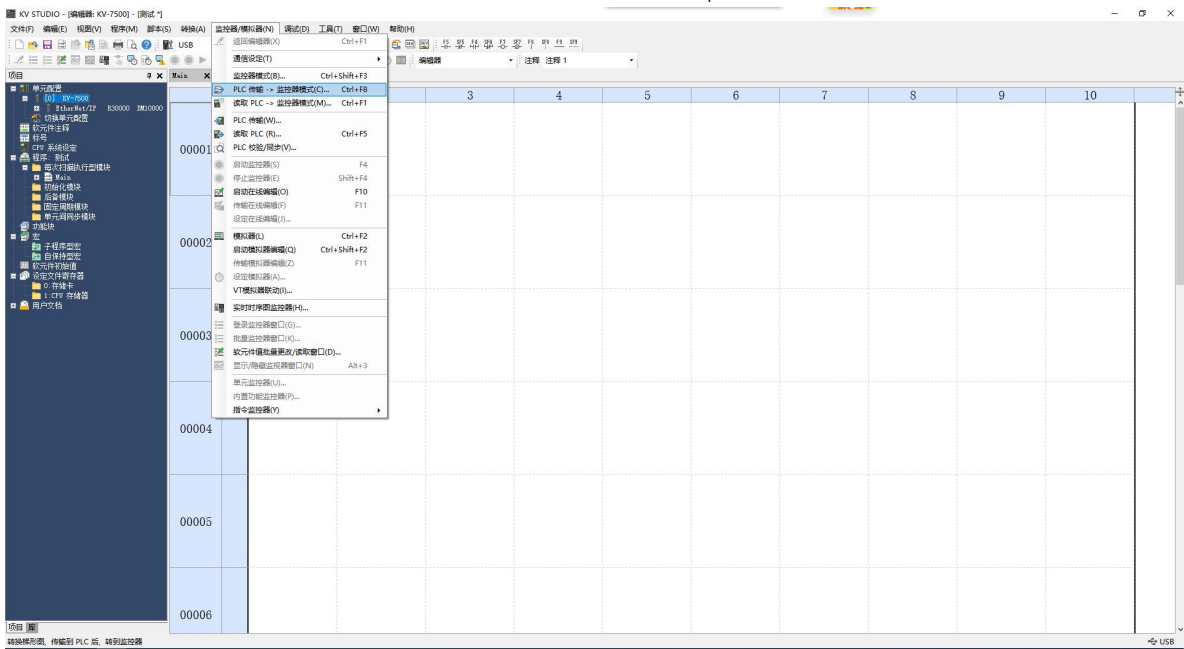 KV STUDIO - [编辑器: KV-7500] - [测试 *]
文件(F) 编辑(E) 视图(V) 程序(M) 脚本(S) 转换(A) 监控器/模拟器(N) 调试(D) 工具(T) 窗口(W) 帮助(H)
USB
编辑器 注释 注释 1
项目
Main
单元配置
[0] KV-7500
EtherNet/IP R30000 DM10000
切换单元配置
软元件注释
标号
CPU 系统设定
程序: 测试
每次扫描执行型模块
Main
初始化模块
后备模块
固定周期模块
单元间同步模块
功能块
宏
子程序型宏
自保持型宏
软元件初始值
设定文件寄存器
0:存储卡
1:CPU 存储器
用户文档
返回编辑器(X) Ctrl+F1
通信设定(T)
监控器模式(B)... Ctrl+Shift+F3
PLC 传输 -> 监控器模式(C)... Ctrl+F8
读取 PLC -> 监控器模式(M)... Ctrl+F1
PLC 传输(W)...
读取 PLC (R)... Ctrl+F5
PLC 校验/同步(V)...
启动监控器(S) F4
停止监控器(E) Shift+F4
启动在线编辑(O) F10
传输在线编辑(F) F11
设定在线编辑(J)...
模拟器(L) Ctrl+F2
启动模拟器编辑(Q) Ctrl+Shift+F2
传输模拟器编辑(Z) F11
设定模拟器(A)...
VT模拟器联动(I)...
实时时序图监控器(H)...
登录监控器窗口(G)...
批量监控器窗口(K)...
软元件值批量更改/读取窗口(D)...
显示/隐藏监视器窗口(N) Alt+3
单元监控器(U)...
内置功能监控器(P)...
指令监控器(Y)
3 4 5 6 7 8 9 10
00001
00002
00003
00004
00005
00006
项目 库
转换梯形图, 传输到 PLC 后, 转到监控器
USB